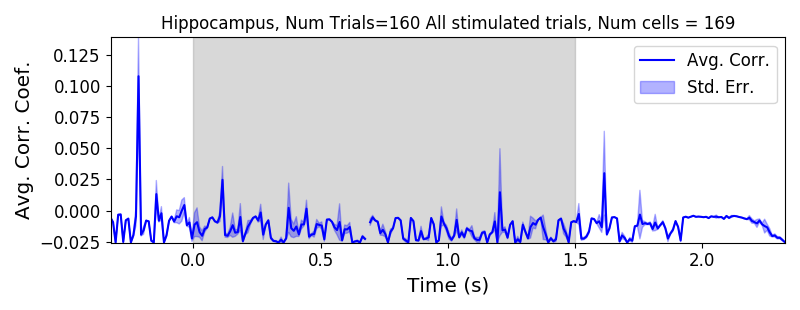 Hippocampus, Num Trials=160 All stimulated trials, Num cells = 169
Avg. Corr. Coef.
0.125
0.100
0.075
0.050
0.025
0.000
−0.025
Avg. Corr.
Std. Err.
0.0 0.5 1.0 1.5 2.0
Time (s)